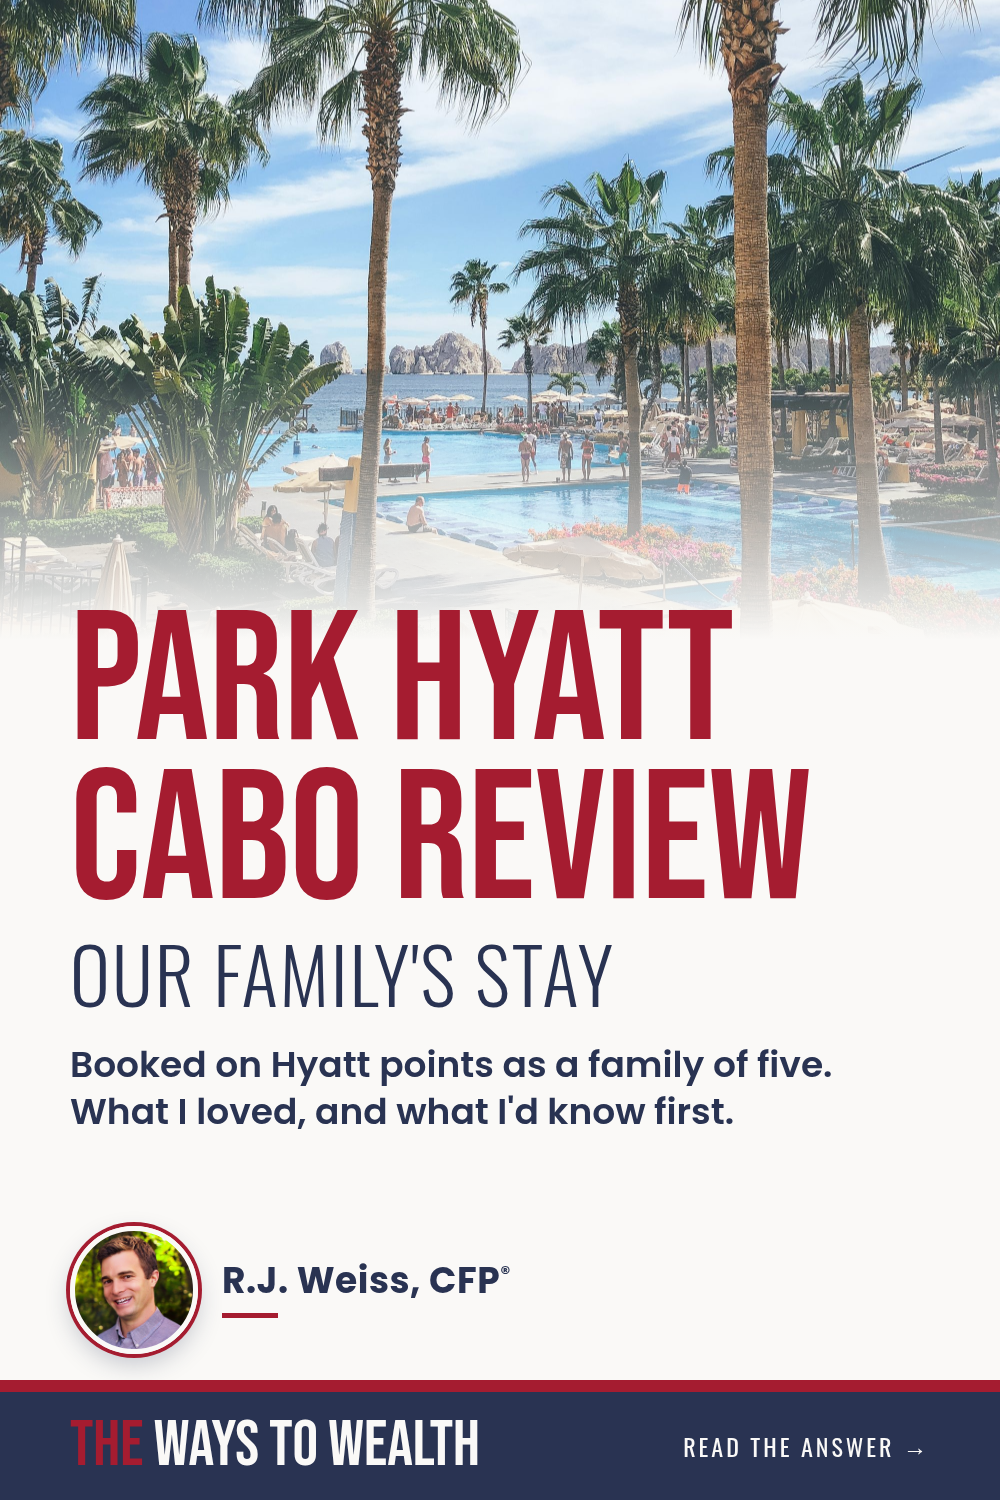 PARK HYATT
CABO REVIEW
OUR FAMILY'S STAY
Booked on Hyatt points as a family of five.
What I loved, and what I'd know first.
R.J. Weiss, CFP®
THE WAYS TO WEALTH
READ THE ANSWER →